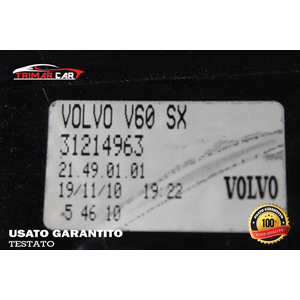 TRIMAR CAR
VOLVO V60 SX
31214963
21.49.01.01
19/11/10 19:22
5 46 10
VOLVO
USATO GARANTITO
TESTATO
100